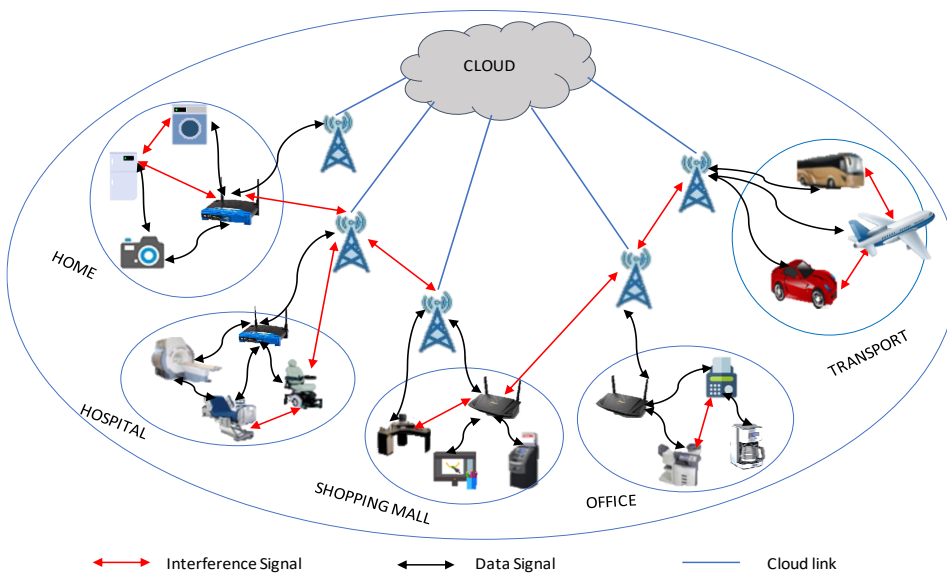 CLOUD
HOME
HOSPITAL
SHOPPING MALL
OFFICE
TRANSPORT
Interference Signal
Data Signal
Cloud link